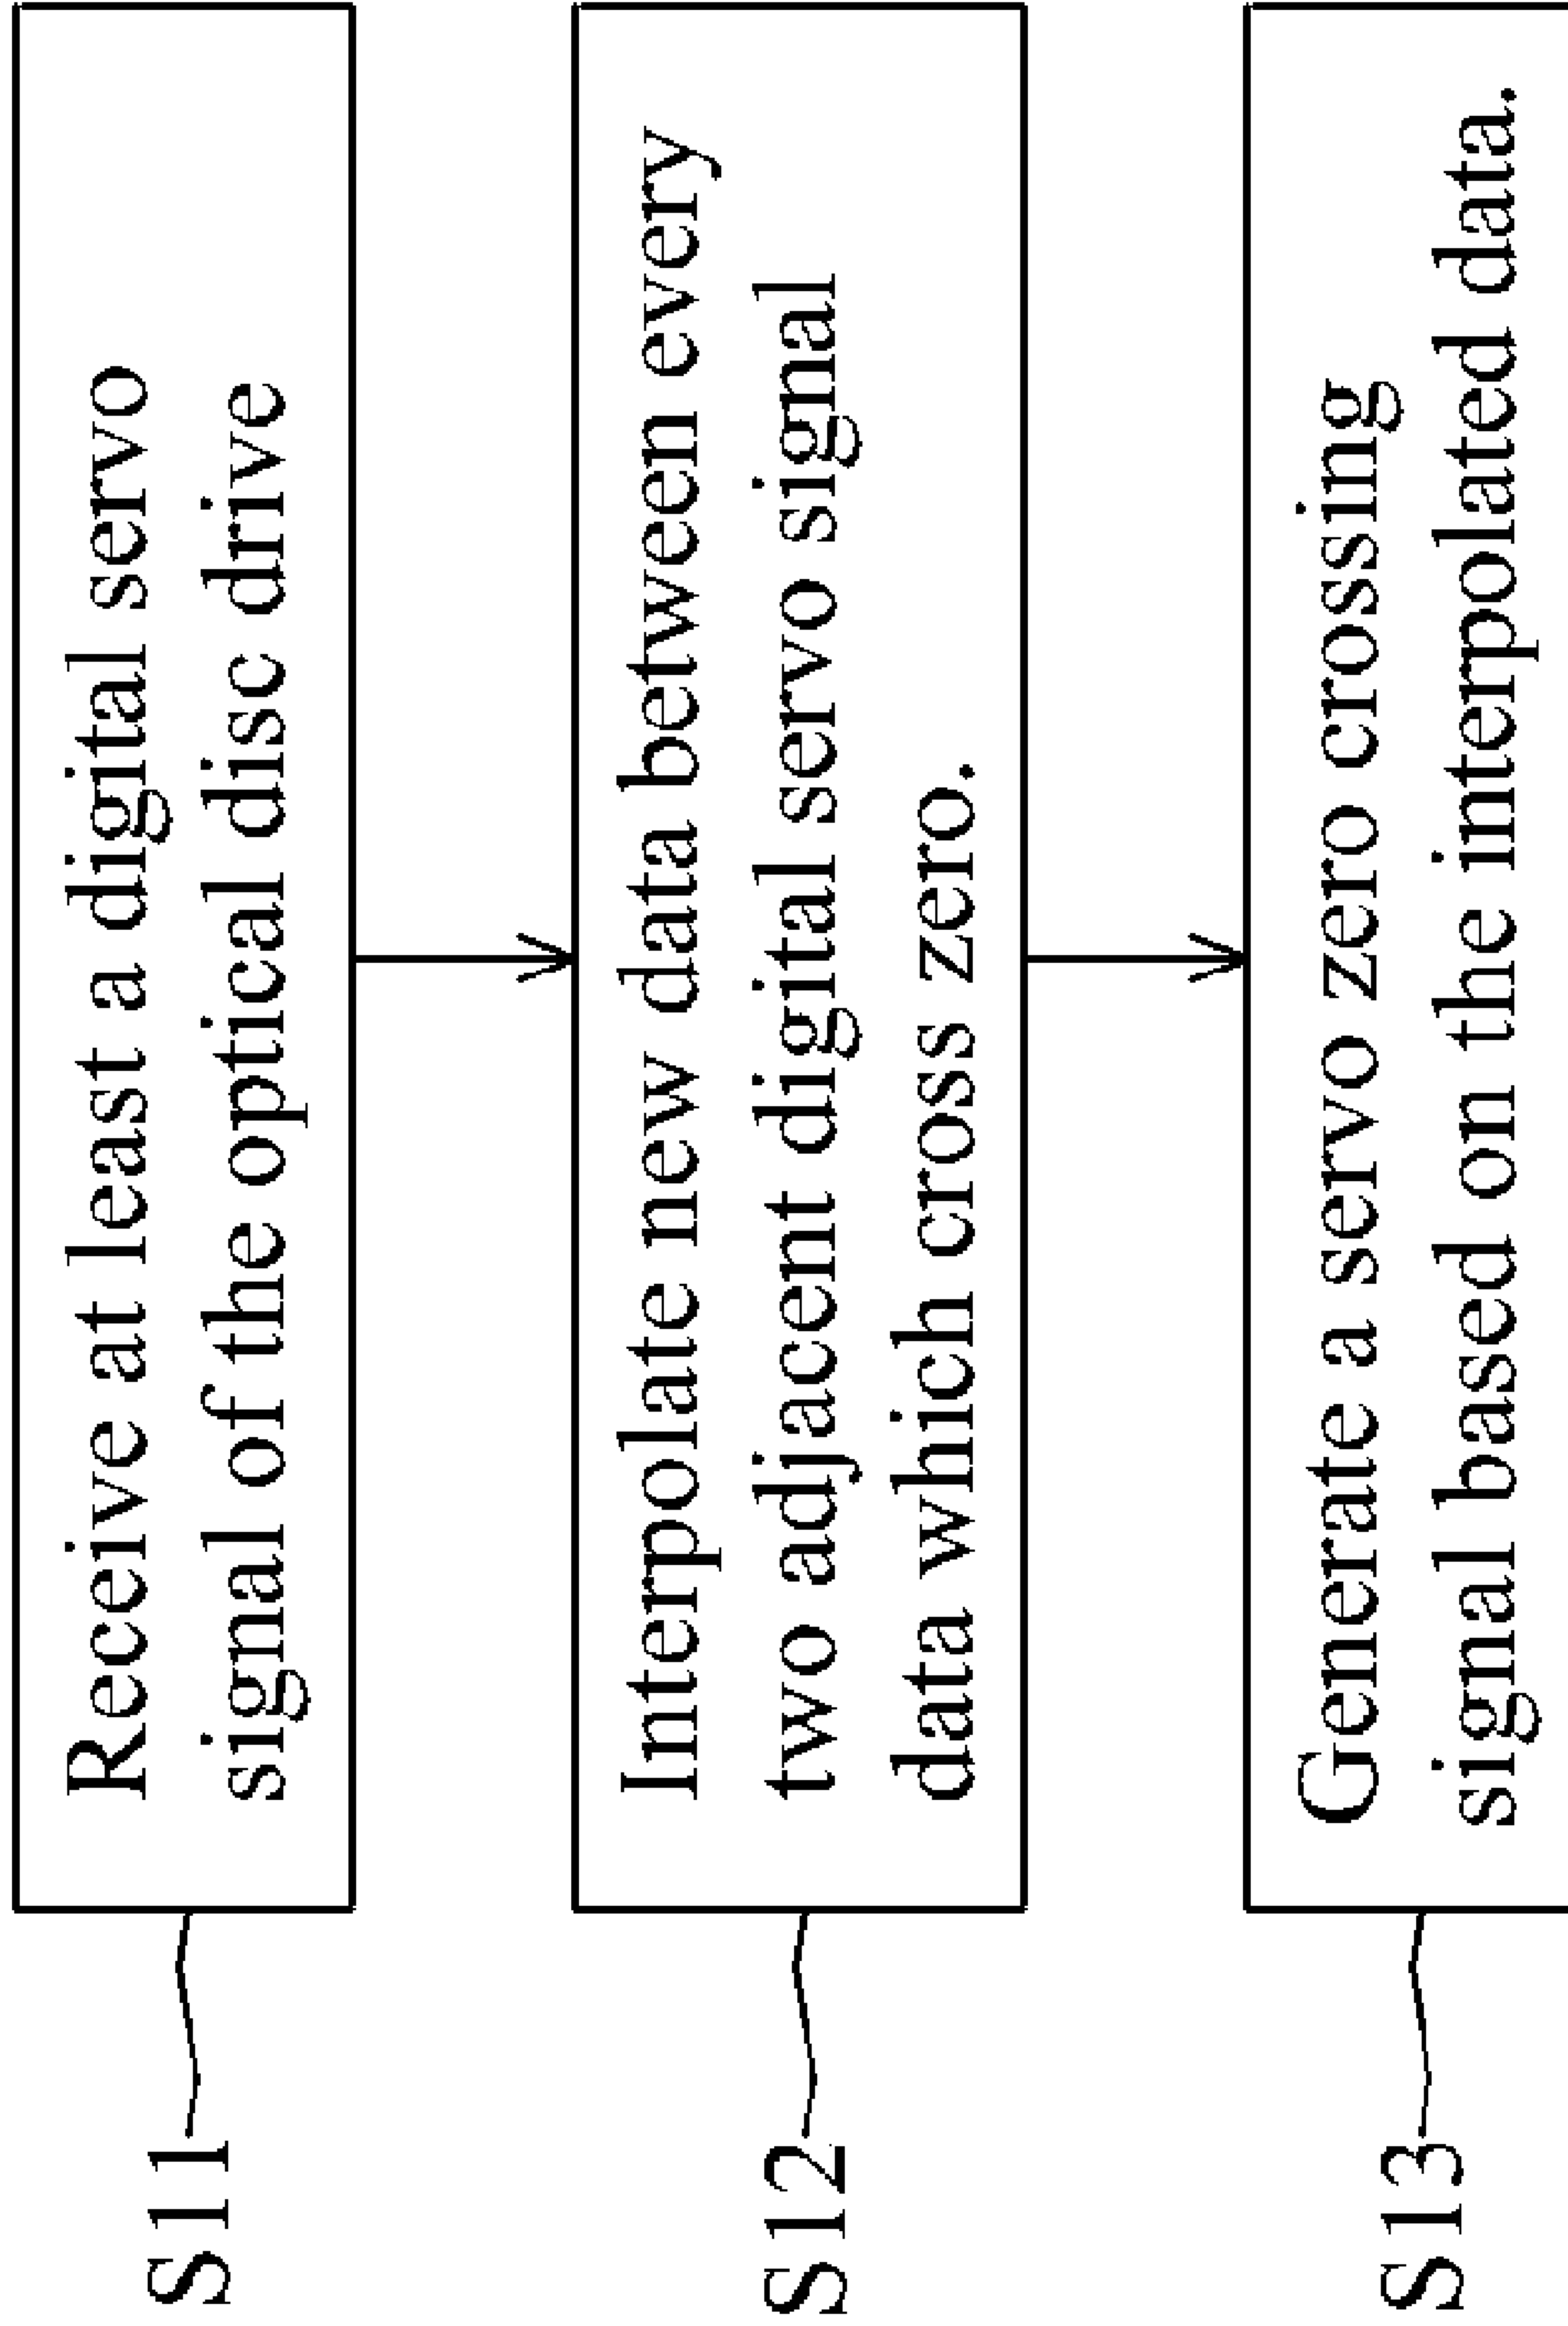 S11
Receive at least a digital servo
signal of the optical disc drive
S12
Interpolate new data between every
two adjacent digital servo signal
data which cross zero.
S13
Generate a servo zero crossing
signal based on the interpolated data.